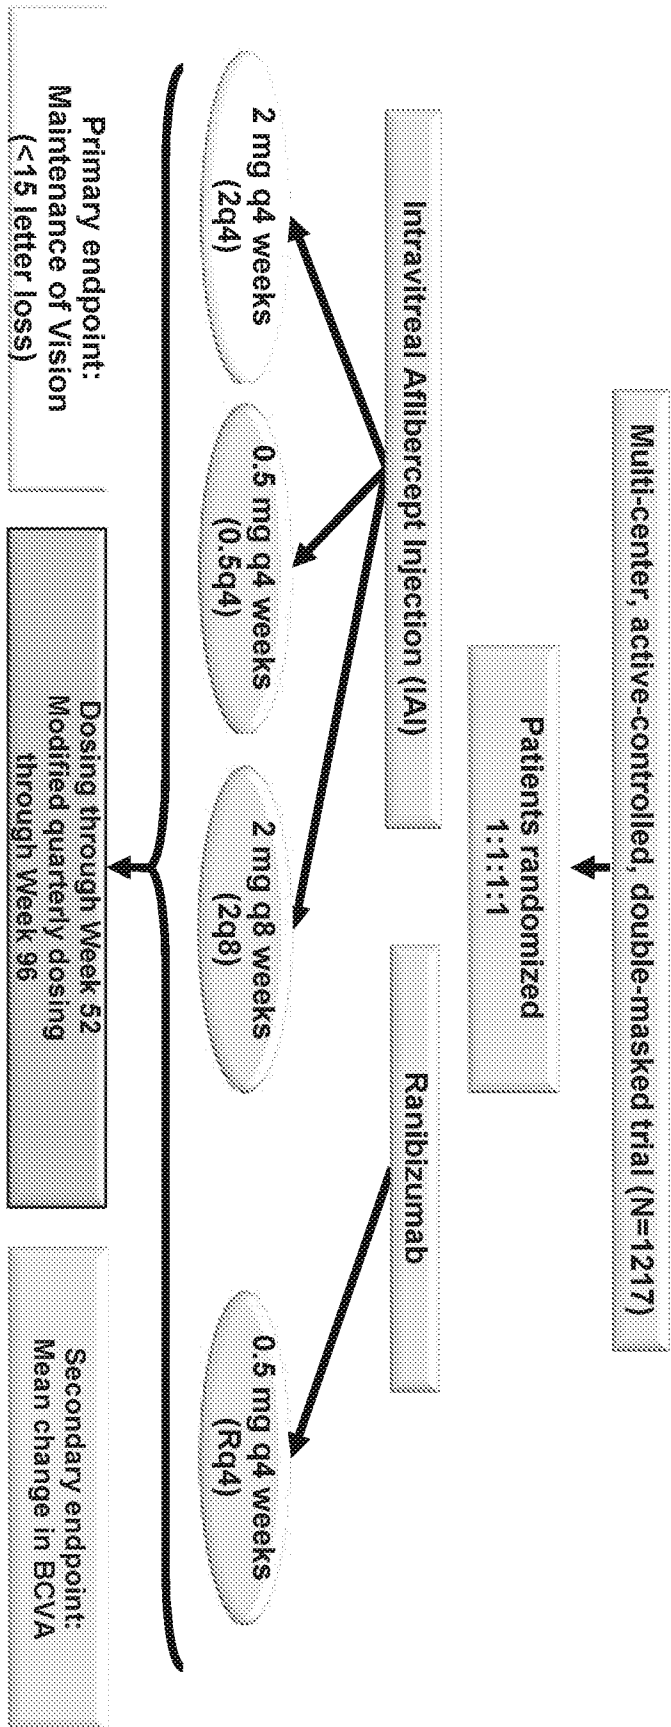 Multi-center, active-controlled, double-masked trial (N=1217)
Patients randomized
1:1:1:1
Intravitreal Aflibercept Injection (IAI)
Ranibizumab
2 mg q4 weeks
(2q4)
0.5 mg q4 weeks
(0.5q4)
2 mg q8 weeks
(2q8)
0.5 mg q4 weeks
(Rq4)
Primary endpoint:
Maintenance of Vision
(<15 letter loss)
Dosing through Week 52
Modified quarterly dosing
through Week 96
Secondary endpoint:
Mean change in BCVA